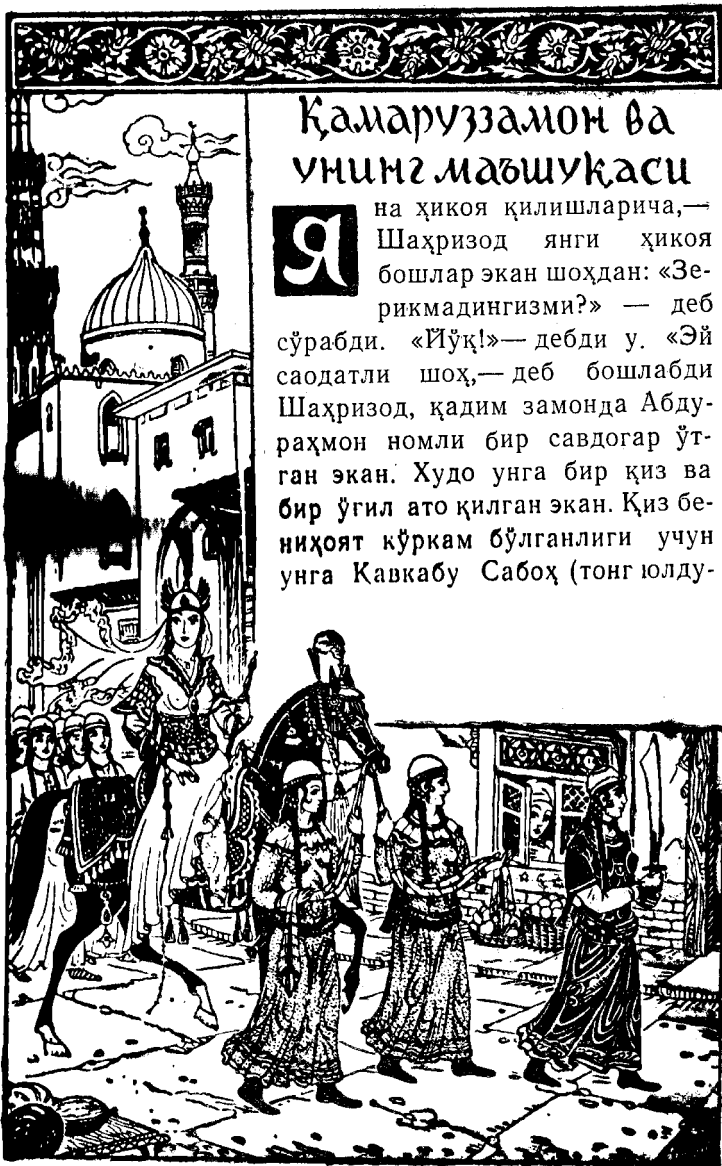 Қамаруззамон ва
унинг маъшуқаси
Яна ҳикоя қилишларича,—
Шаҳризод янги ҳикоя
бошлар экан шоҳдан: «Зе-
рикмадингизми?» — деб
сўрабди. «Йўқ!»— дебди у. «Эй
саодатли шоҳ,— деб бошлабди
Шаҳризод, қадим замонда Абду-
раҳмон номли бир савдогар ўт-
ган экан. Худо унга бир қиз ва
бир ўғил ато қилган экан. Қиз бе-
ниҳоят кўркам бўлганлиги учун
унга Кавкабу Сабоҳ (тонг юлду-